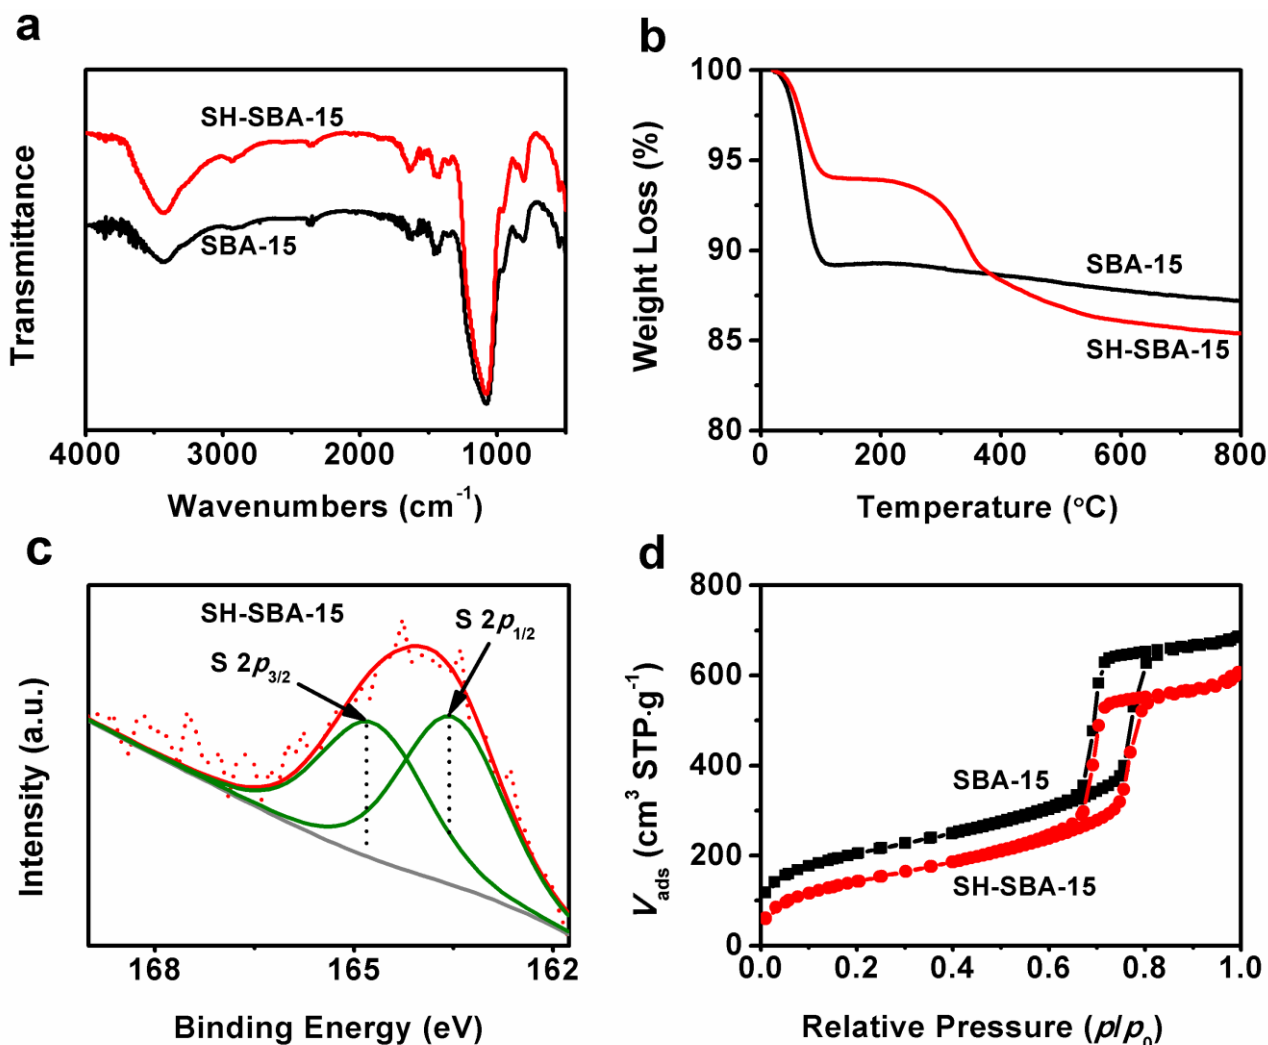 a
SH-SBA-15
SBA-15
Transmittance
4000 3000 2000 1000
Wavenumbers (cm⁻¹)
b
100
95
90
85
80
SBA-15
SH-SBA-15
Weight Loss (%)
0 200 400 600 800
Temperature (°C)
c
SH-SBA-15
S 2p1/2
S 2p3/2
Intensity (a.u.)
168 165 162
Binding Energy (eV)
d
800
600
400
200
0
SBA-15
SH-SBA-15
Vads (cm³ STP·g⁻¹)
0.0 0.2 0.4 0.6 0.8 1.0
Relative Pressure (p/p0)